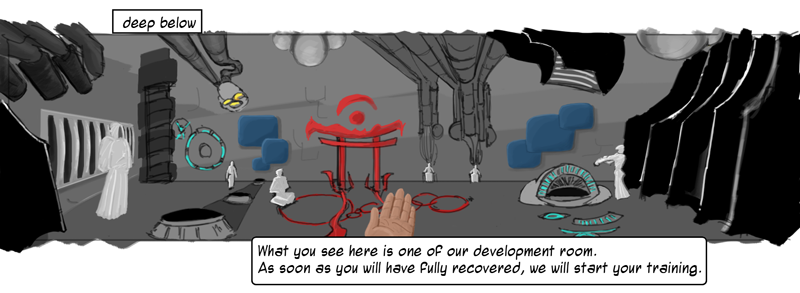 deep below
What you see here is one of our development room.
As soon as you will have fully recovered, we will start your training.